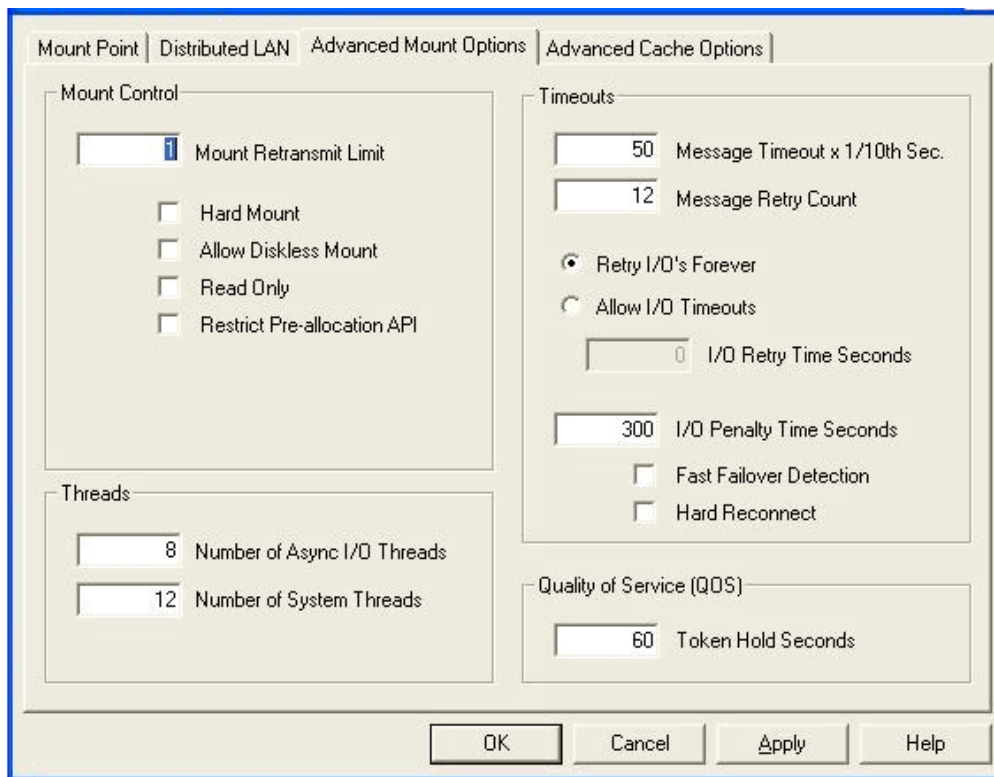 Mount Point
Distributed LAN
Advanced Mount Options
Advanced Cache Options
Mount Control
1 Mount Retransmit Limit
Hard Mount
Allow Diskless Mount
Read Only
Restrict Pre-allocation API
Threads
8 Number of Async I/O Threads
12 Number of System Threads
Timeouts
50 Message Timeout x 1/10th Sec.
12 Message Retry Count
Retry I/O's Forever
Allow I/O Timeouts
0 I/O Retry Time Seconds
300 I/O Penalty Time Seconds
Fast Failover Detection
Hard Reconnect
Quality of Service (QOS)
60 Token Hold Seconds
OK
Cancel
Apply
Help